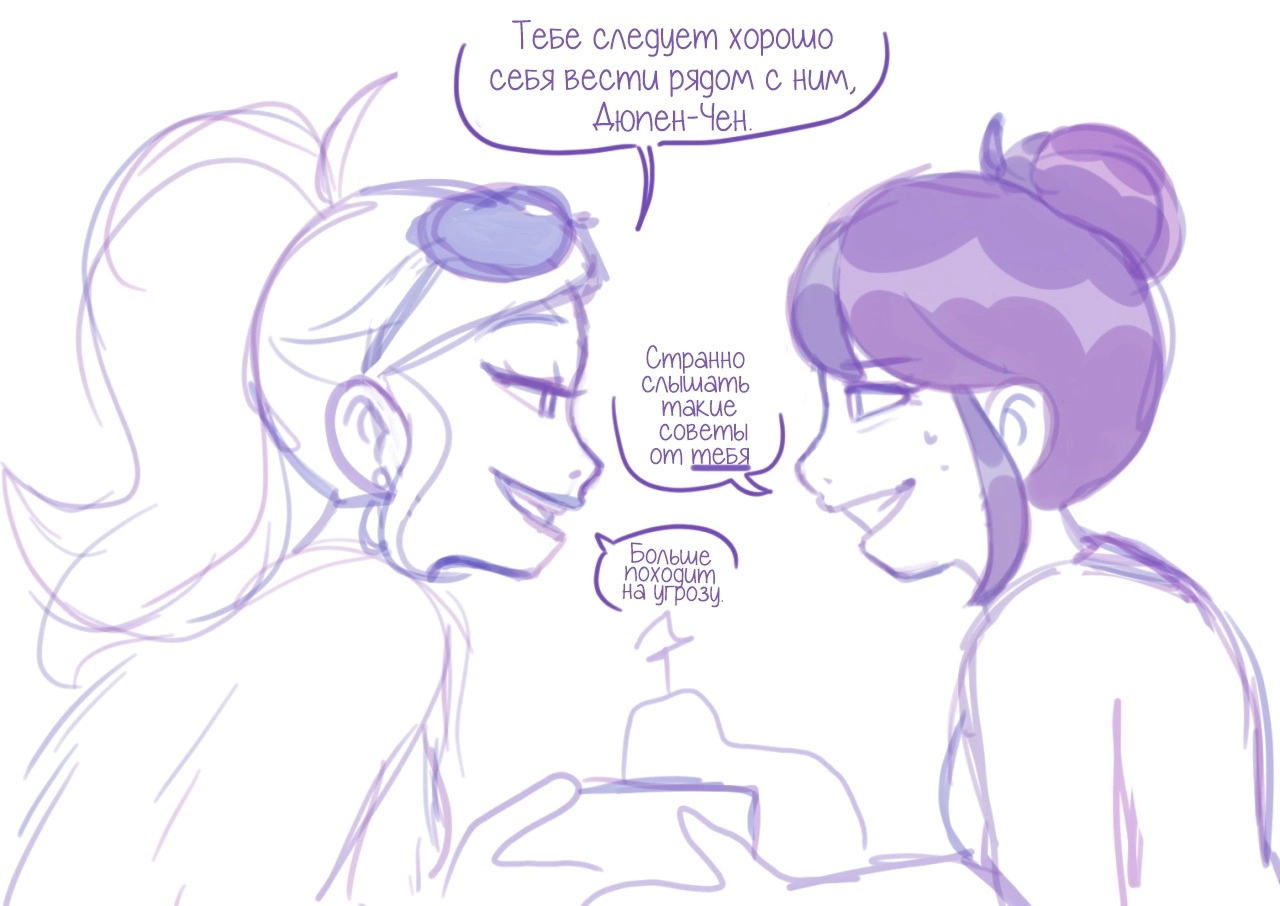 Тебе следует хорошо
себя вести рядом с ним,
Дюпен-Чен.
Странно
слышать
такие
советы
от тебя
Больше
походит
на угрозу.